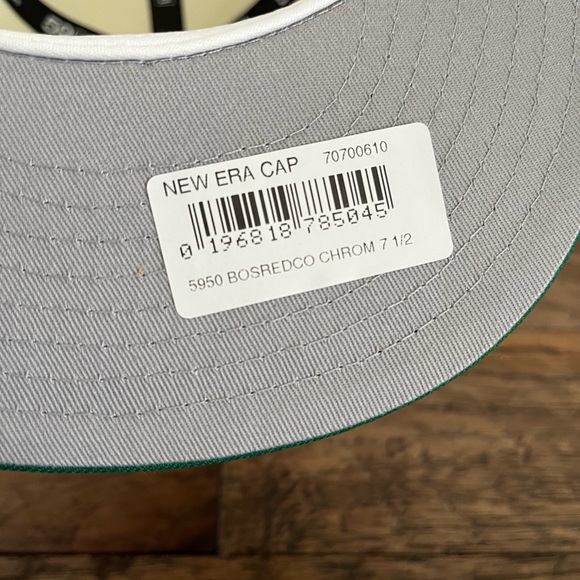 NEW ERA CAP 70700610
0 196818 785045
5950 BOSREDCO CHROM 7 1/2